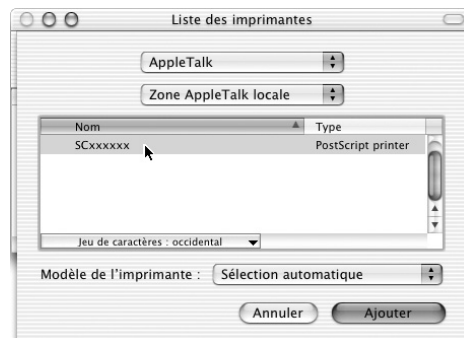 Liste des imprimantes
AppleTalk
Zone AppleTalk locale
Nom Type
SCxxxxxx PostScript printer
Jeu de caractères : occidental
Modèle de l'imprimante : Sélection automatique
Annuler Ajouter